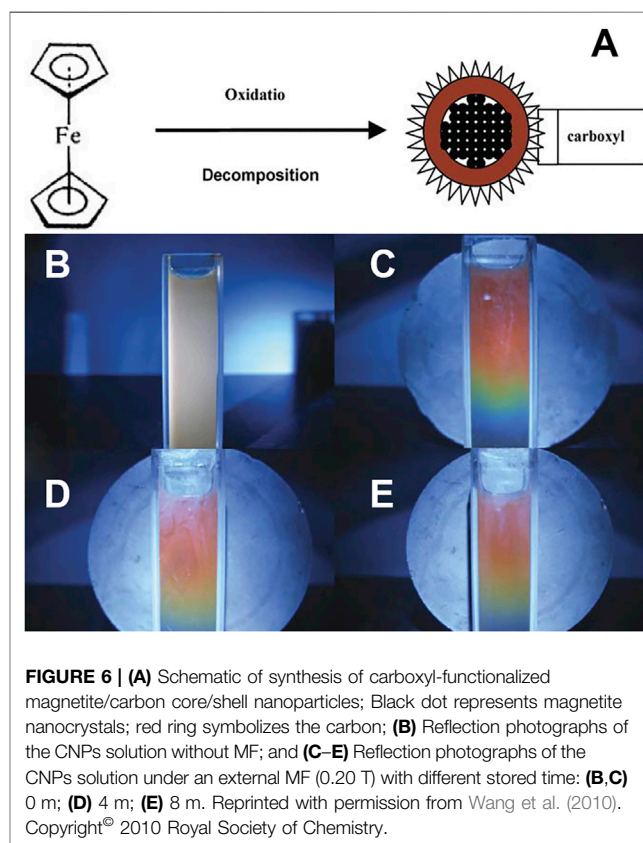 A
Fe
Oxidatio
Decomposition
carboxyl
B
C
D
E
FIGURE 6 | (A) Schematic of synthesis of carboxyl-functionalized
magnetite/carbon core/shell nanoparticles; Black dot represents magnetite
nanocrystals; red ring symbolizes the carbon; (B) Reflection photographs of
the CNPs solution without MF; and (C–E) Reflection photographs of the
CNPs solution under an external MF (0.20 T) with different stored time: (B,C)
0 m; (D) 4 m; (E) 8 m. Reprinted with permission from Wang et al. (2010).
Copyright© 2010 Royal Society of Chemistry.